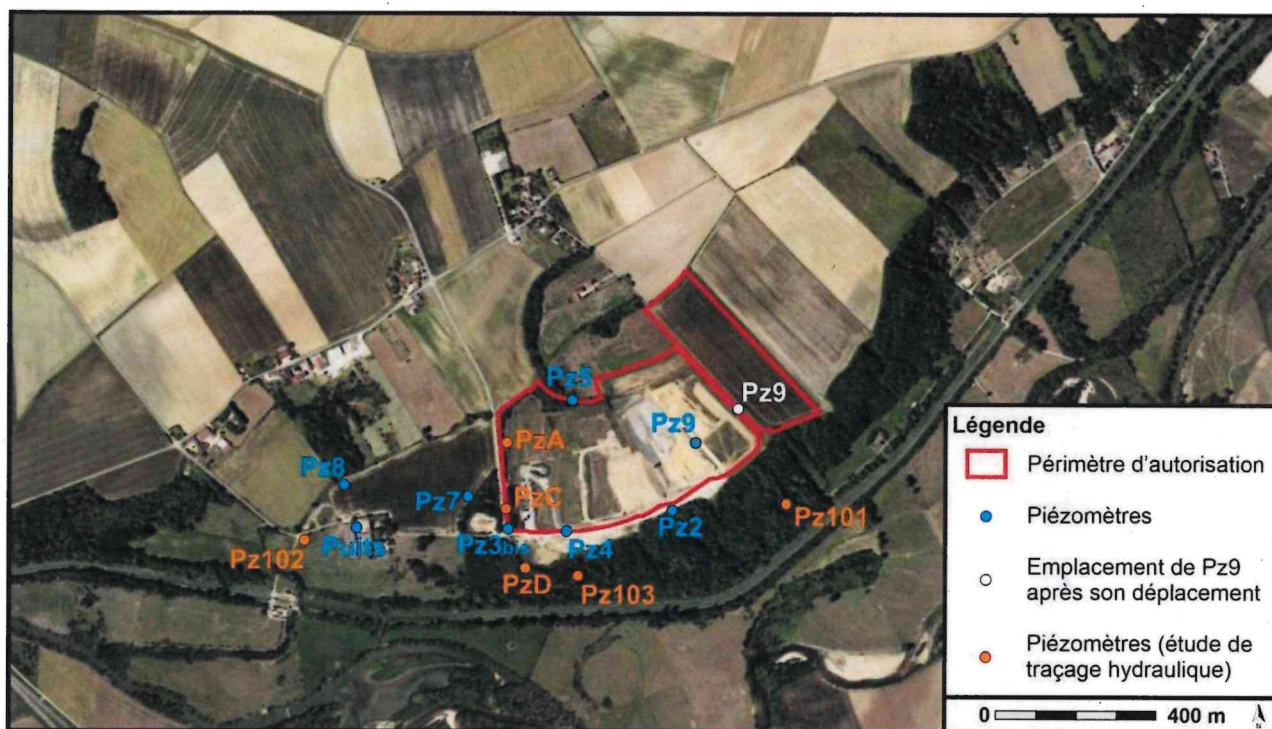 Pz5
Pz9
PzA
Pz9
Pz8
Pz7
PzC
Pz2
Pz101
Pz102
Puits
Pz3bis
Pz4
PzD
Pz103
Légende
Périmètre d'autorisation
Piézomètres
Emplacement de Pz9
après son déplacement
Piézomètres (étude de
traçage hydraulique)
0 400 m
N